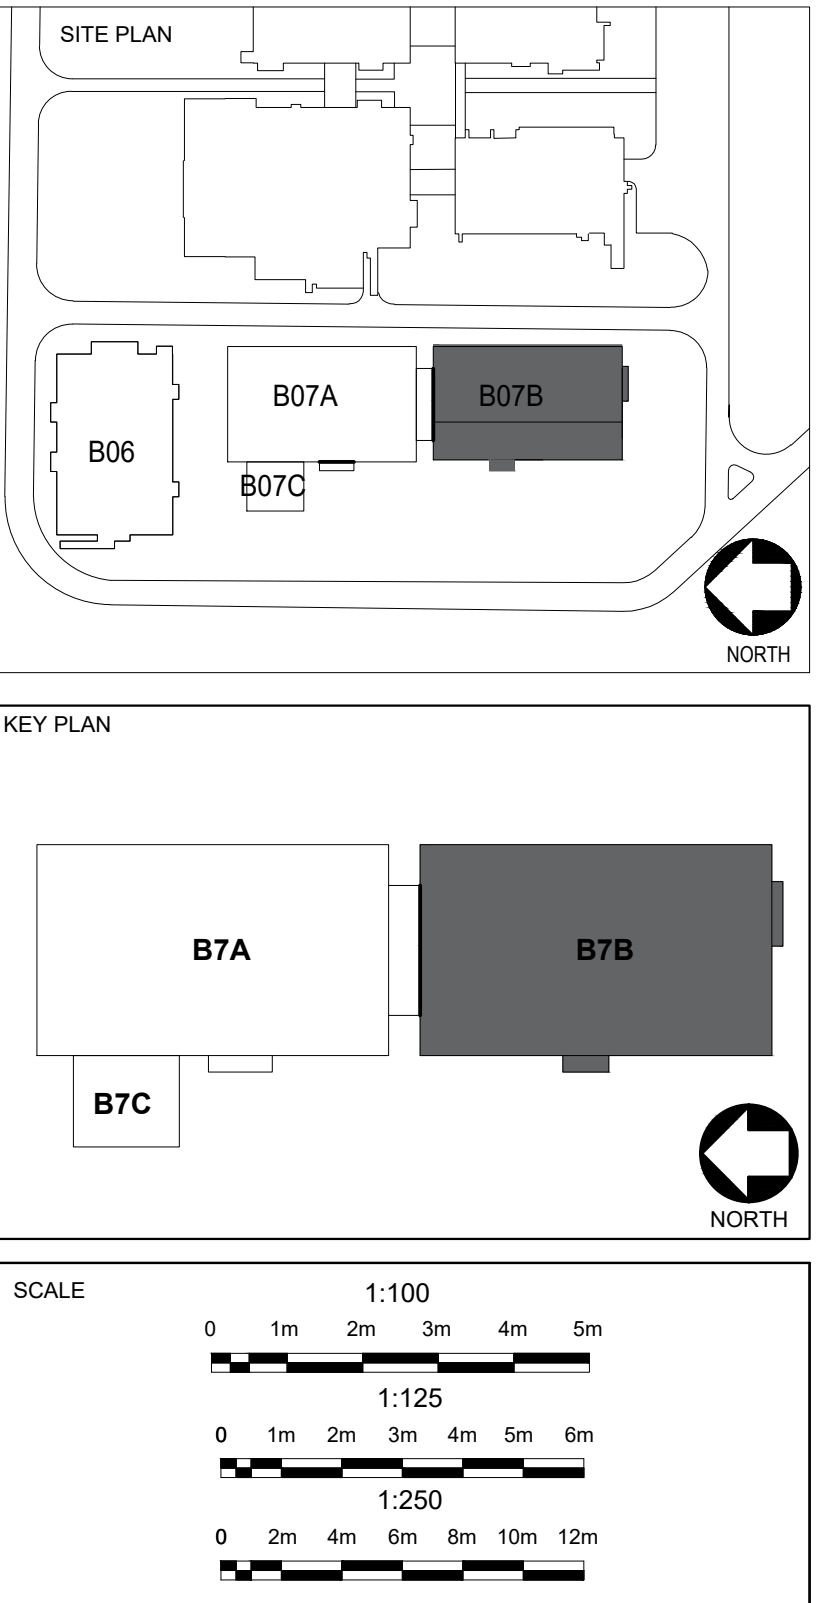 SITE PLAN
B07A
B07B
B06
B07C
NORTH
KEY PLAN
B7A
B7B
B7C
NORTH
SCALE
1:100
0 1m 2m 3m 4m 5m
1:125
0 1m 2m 3m 4m 5m 6m
1:250
0 2m 4m 6m 8m 10m 12m